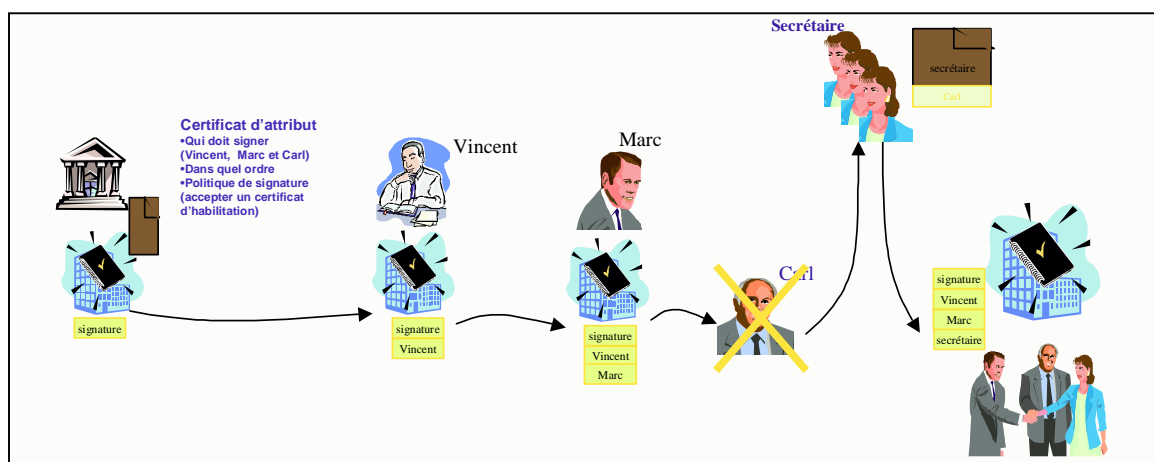 Secrétaire
secrétaire
Carl
Certificat d’attribut
•Qui doit signer
(Vincent, Marc et Carl)
•Dans quel ordre
•Politique de signature
(accepter un certificat
d’habilitation)
Vincent
Marc
Carl
signature
signature
Vincent
signature
Vincent
Marc
signature
Vincent
Marc
secrétaire